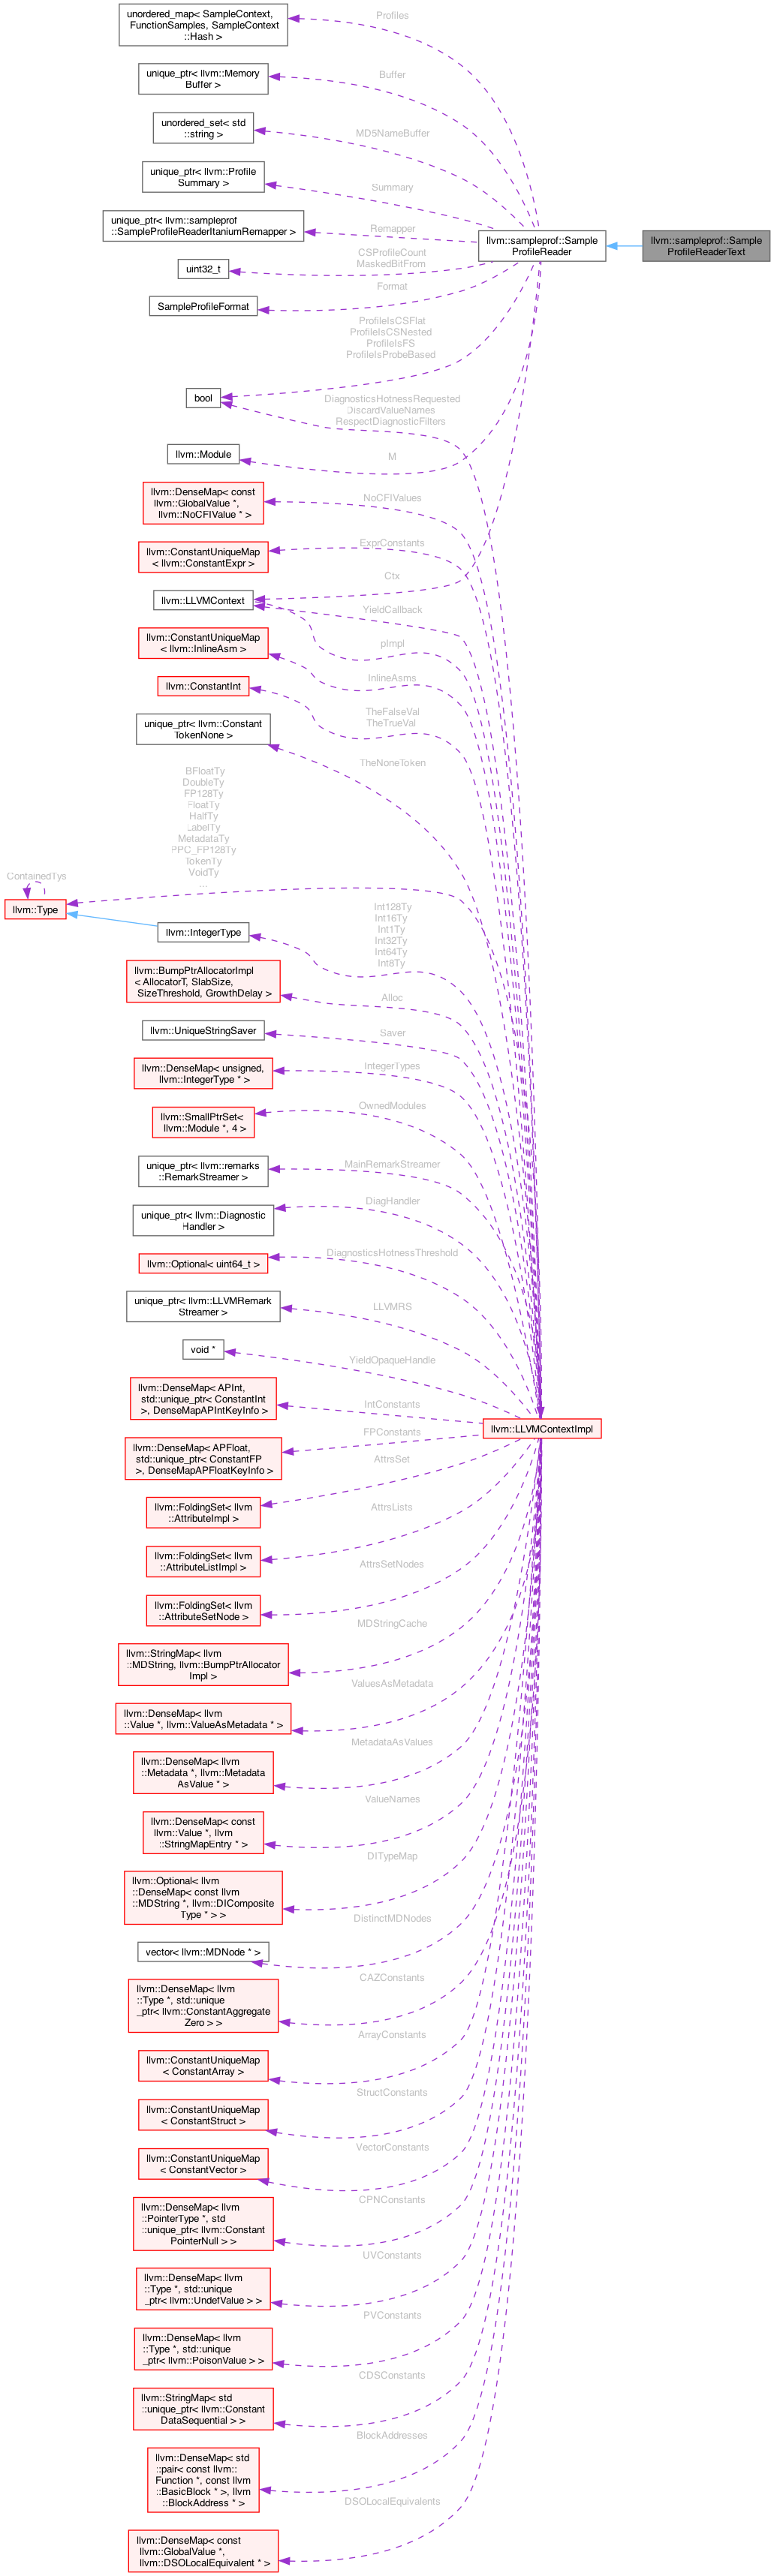 unordered_map< SampleContext,
FunctionSamples, SampleContext
::Hash >
Profiles
unique_ptr< llvm::Memory
Buffer >
Buffer
unordered_set< std
::string >
MD5NameBuffer
unique_ptr< llvm::Profile
Summary >
Summary
unique_ptr< llvm::sampleprof
::SampleProfileReaderItaniumRemapper >
Remapper
llvm::sampleprof::Sample
ProfileReader
llvm::sampleprof::Sample
ProfileReaderText
uint32_t
CSProfileCount
MaskedBitFrom
SampleProfileFormat
Format
ProfileIsCSFlat
ProfileIsCSNested
ProfileIsFS
ProfileIsProbeBased
bool
DiagnosticsHotnessRequested
DiscardValueNames
RespectDiagnosticFilters
llvm::Module
M
llvm::DenseMap< const
llvm::GlobalValue *,
llvm::NoCFIValue * >
NoCFIValues
llvm::ConstantUniqueMap
< llvm::ConstantExpr >
ExprConstants
Ctx
llvm::LLVMContext
YieldCallback
pImpl
llvm::ConstantUniqueMap
< llvm::InlineAsm >
InlineAsms
llvm::ConstantInt
TheFalseVal
TheTrueVal
unique_ptr< llvm::Constant
TokenNone >
TheNoneToken
BFloatTy
DoubleTy
FP128Ty
FloatTy
HalfTy
LabelTy
MetadataTy
PPC_FP128Ty
TokenTy
VoidTy
...
ContainedTys
llvm::Type
llvm::IntegerType
Int128Ty
Int16Ty
Int1Ty
Int32Ty
Int64Ty
Int8Ty
llvm::BumpPtrAllocatorImpl
< AllocatorT, SlabSize,
SizeThreshold, GrowthDelay >
Alloc
llvm::UniqueStringSaver
Saver
llvm::DenseMap< unsigned,
llvm::IntegerType * >
IntegerTypes
llvm::SmallPtrSet<
llvm::Module *, 4 >
OwnedModules
unique_ptr< llvm::remarks
::RemarkStreamer >
MainRemarkStreamer
unique_ptr< llvm::Diagnostic
Handler >
DiagHandler
llvm::Optional< uint64_t >
DiagnosticsHotnessThreshold
unique_ptr< llvm::LLVMRemark
Streamer >
LLVMRS
void *
YieldOpaqueHandle
llvm::DenseMap< APInt,
std::unique_ptr< ConstantInt
>, DenseMapAPIntKeyInfo >
IntConstants
llvm::LLVMContextImpl
llvm::DenseMap< APFloat,
std::unique_ptr< ConstantFP
>, DenseMapAPFloatKeyInfo >
FPConstants
llvm::FoldingSet< llvm
::AttributeImpl >
AttrsSet
llvm::FoldingSet< llvm
::AttributeListImpl >
AttrsLists
llvm::FoldingSet< llvm
::AttributeSetNode >
AttrsSetNodes
llvm::StringMap< llvm
::MDString, llvm::BumpPtrAllocator
Impl >
MDStringCache
llvm::DenseMap< llvm
::Value *, llvm::ValueAsMetadata * >
ValuesAsMetadata
llvm::DenseMap< llvm
::Metadata *, llvm::Metadata
AsValue * >
MetadataAsValues
llvm::DenseMap< const
llvm::Value *, llvm
::StringMapEntry * >
ValueNames
llvm::Optional< llvm
::DenseMap< const llvm
::MDString *, llvm::DIComposite
Type * > >
DITypeMap
vector< llvm::MDNode * >
DistinctMDNodes
llvm::DenseMap< llvm
::Type *, std::unique
_ptr< llvm::ConstantAggregate
Zero > >
CAZConstants
llvm::ConstantUniqueMap
< ConstantArray >
ArrayConstants
llvm::ConstantUniqueMap
< ConstantStruct >
StructConstants
llvm::ConstantUniqueMap
< ConstantVector >
VectorConstants
llvm::DenseMap< llvm
::PointerType *, std
::unique_ptr< llvm::Constant
PointerNull > >
CPNConstants
llvm::DenseMap< llvm
::Type *, std::unique
_ptr< llvm::UndefValue > >
UVConstants
llvm::DenseMap< llvm
::Type *, std::unique
_ptr< llvm::PoisonValue > >
PVConstants
llvm::StringMap< std
::unique_ptr< llvm::Constant
DataSequential > >
CDSConstants
llvm::DenseMap< std
::pair< const llvm::
Function *, const llvm
::BasicBlock * >, llvm
::BlockAddress * >
BlockAddresses
llvm::DenseMap< const
llvm::GlobalValue *,
llvm::DSOLocalEquivalent * >
DSOLocalEquivalents